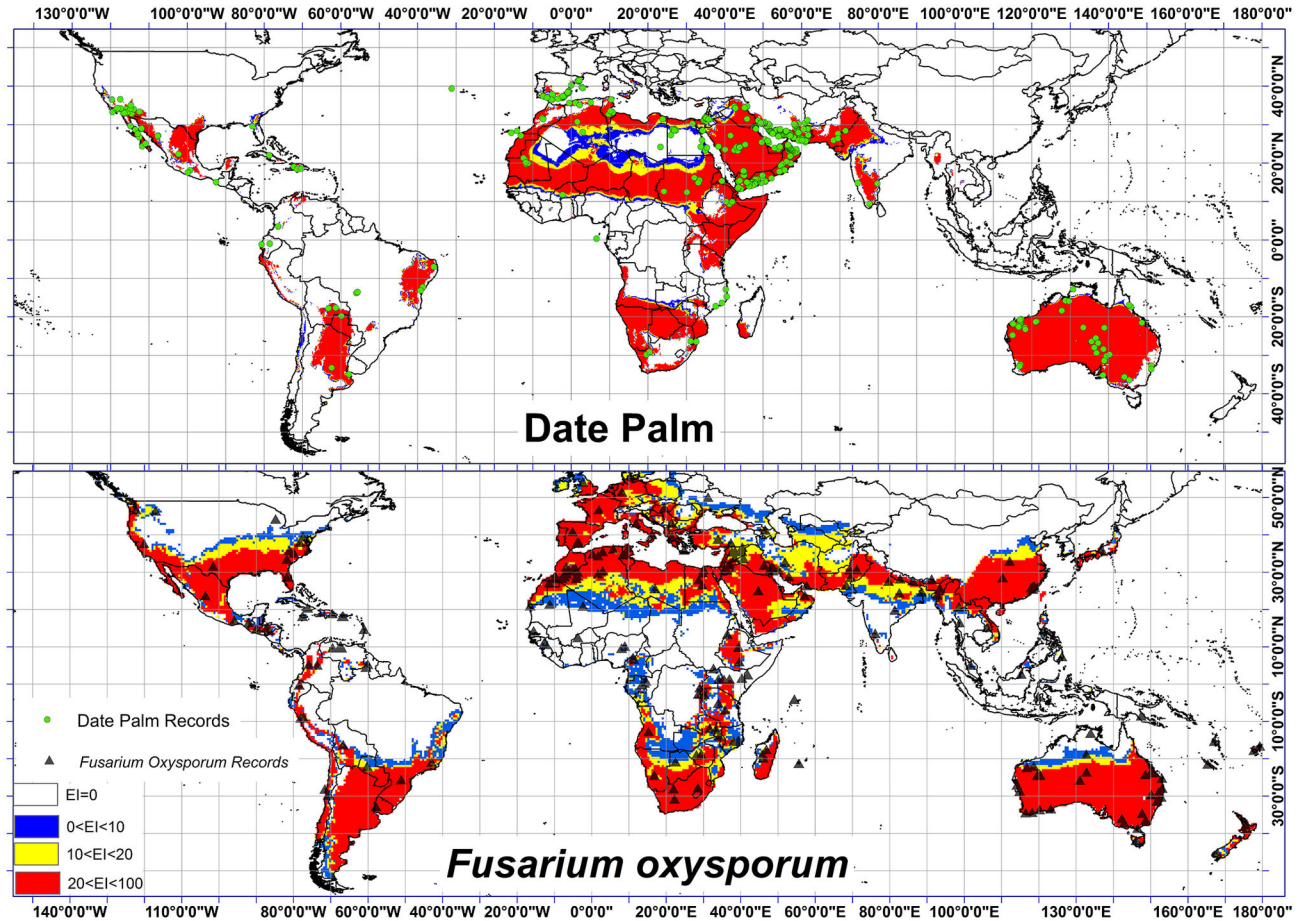 130°0'0"W 100°0'0"W 80°0'0"W 60°0'0"W 40°0'0"W 20°0'0"W 0°0'0"E 20°0'0"E 40°0'0"E 60°0'0"E 80°0'0"E 100°0'0"E 120°0'0"E 140°0'0"E 160°0'0"E 180°0'0"
40°0'0"N
20°0'0"N
0°0'0"E
20°0'0"S
40°0'0"S
Date Palm
50°0'0"N
30°0'0"N
30°0'0"N
10°0'0"N
10°0'0"S
30°0'0"S
Date Palm Records
Fusarium Oxysporum Records
EI=0
0<EI<10
10<EI<20
20<EI<100
Fusarium oxysporum
140°0'0"W 110°0'0"W 80°0'0"W 60°0'0"W 40°0'0"W 20°0'0"W 0°0'0"E 20°0'0"E 40°0'0"E 60°0'0"E 80°0'0"E 100°0'0"E 120°0'0"E 140°0'0"E 160°0'0"E 180°0'0"